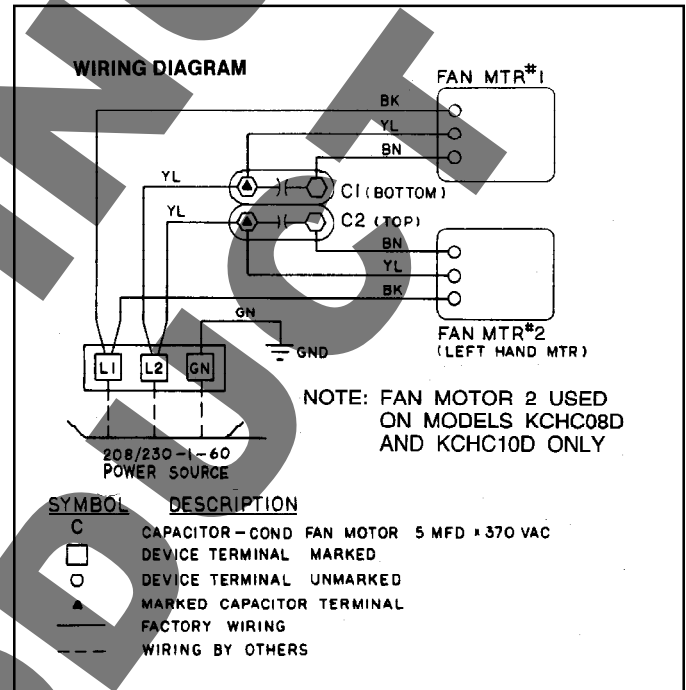 WIRING DIAGRAM
FAN MTR#1
BK
YL
BN
YL
C1 (BOTTOM)
YL
C2 (TOP)
BN
YL
BK
GN
FAN MTR#2
(LEFT HAND MTR)
GND
L1 L2 GN
NOTE: FAN MOTOR 2 USED
ON MODELS KCHC08D
AND KCHC10D ONLY
208/230-1-60
POWER SOURCE
SYMBOL DESCRIPTION
C CAPACITOR-COND FAN MOTOR 5 MFD * 370 VAC
DEVICE TERMINAL MARKED
DEVICE TERMINAL UNMARKED
MARKED CAPACITOR TERMINAL
FACTORY WIRING
WIRING BY OTHERS